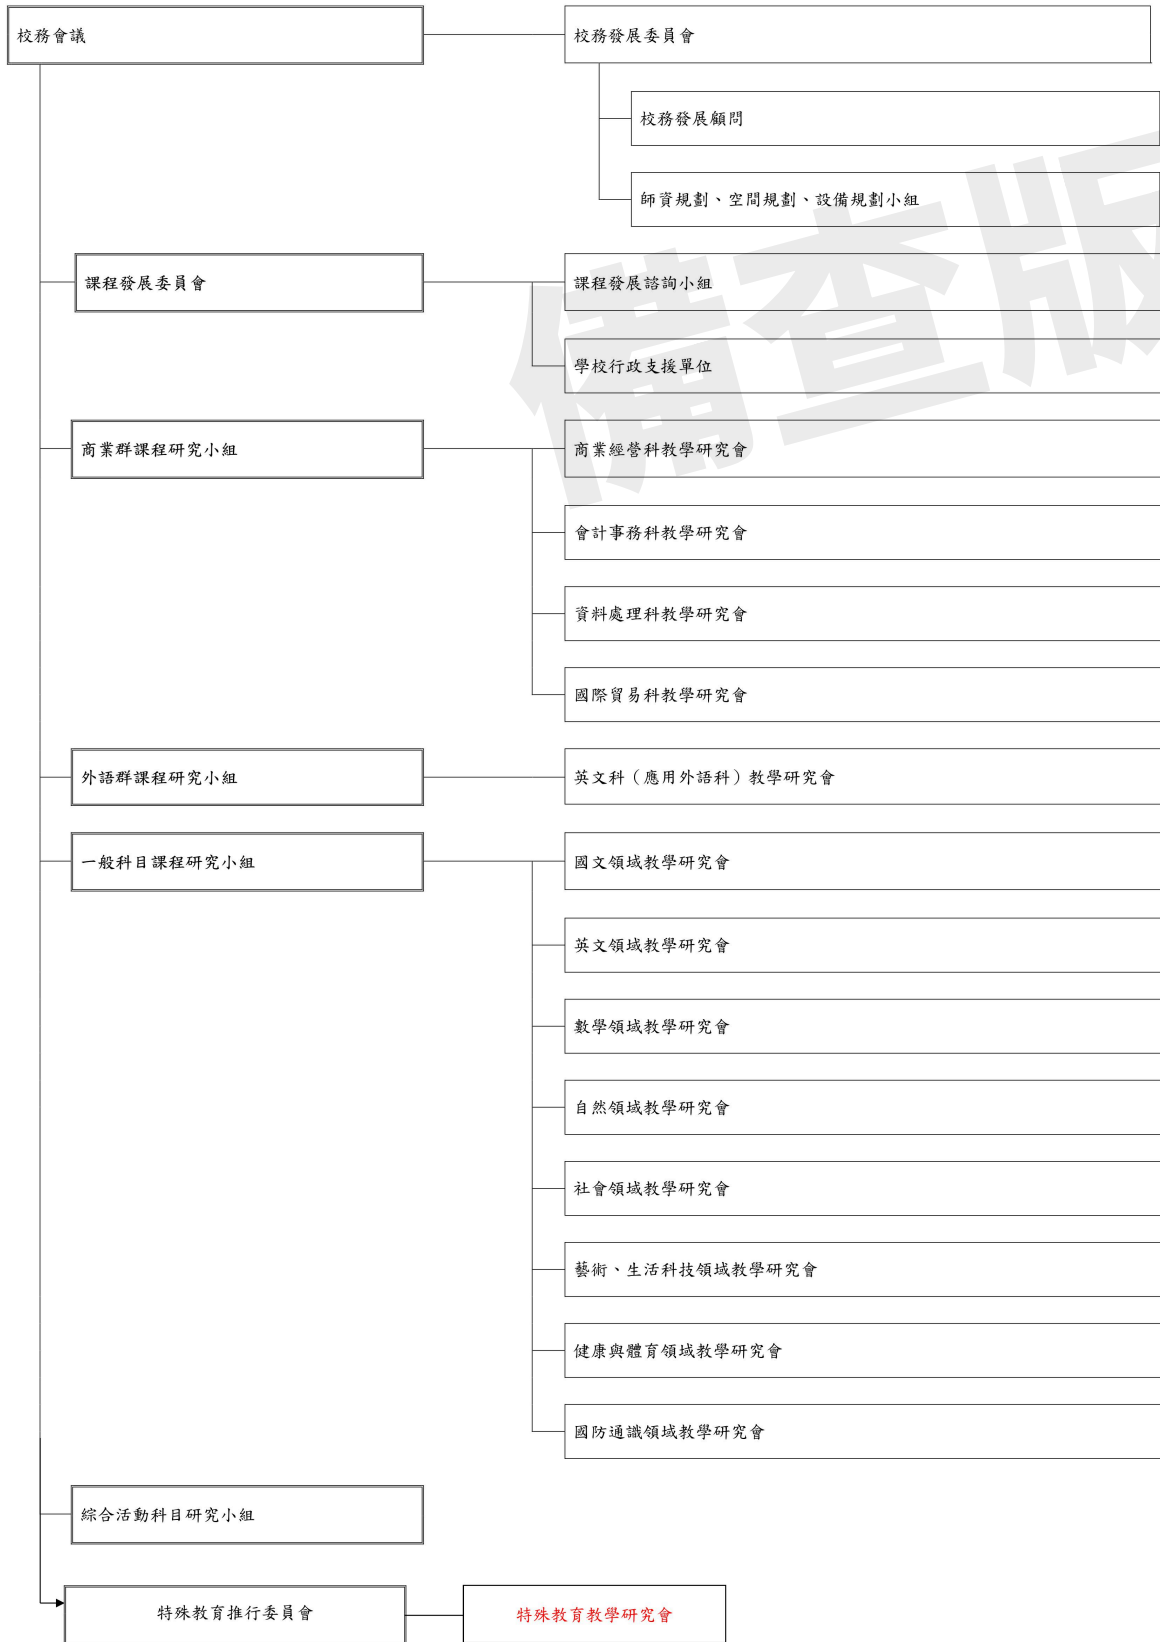 校務會議
校務發展委員會
校務發展顧問
師資規劃、空間規劃、設備規劃小組
課程發展委員會
課程發展諮詢小組
學校行政支援單位
商業群課程研究小組
商業經營科教學研究會
會計事務科教學研究會
資料處理科教學研究會
國際貿易科教學研究會
外語群課程研究小組
英文科（應用外語科）教學研究會
一般科目課程研究小組
國文領域教學研究會
英文領域教學研究會
數學領域教學研究會
自然領域教學研究會
社會領域教學研究會
藝術、生活科技領域教學研究會
健康與體育領域教學研究會
國防通識領域教學研究會
綜合活動科目研究小組
特殊教育推行委員會
特殊教育教學研究會
備查版